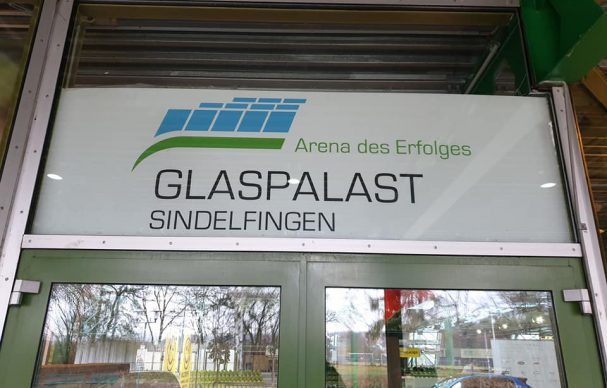 Arena des Erfolges
GLASPALAST
SINDELFINGEN